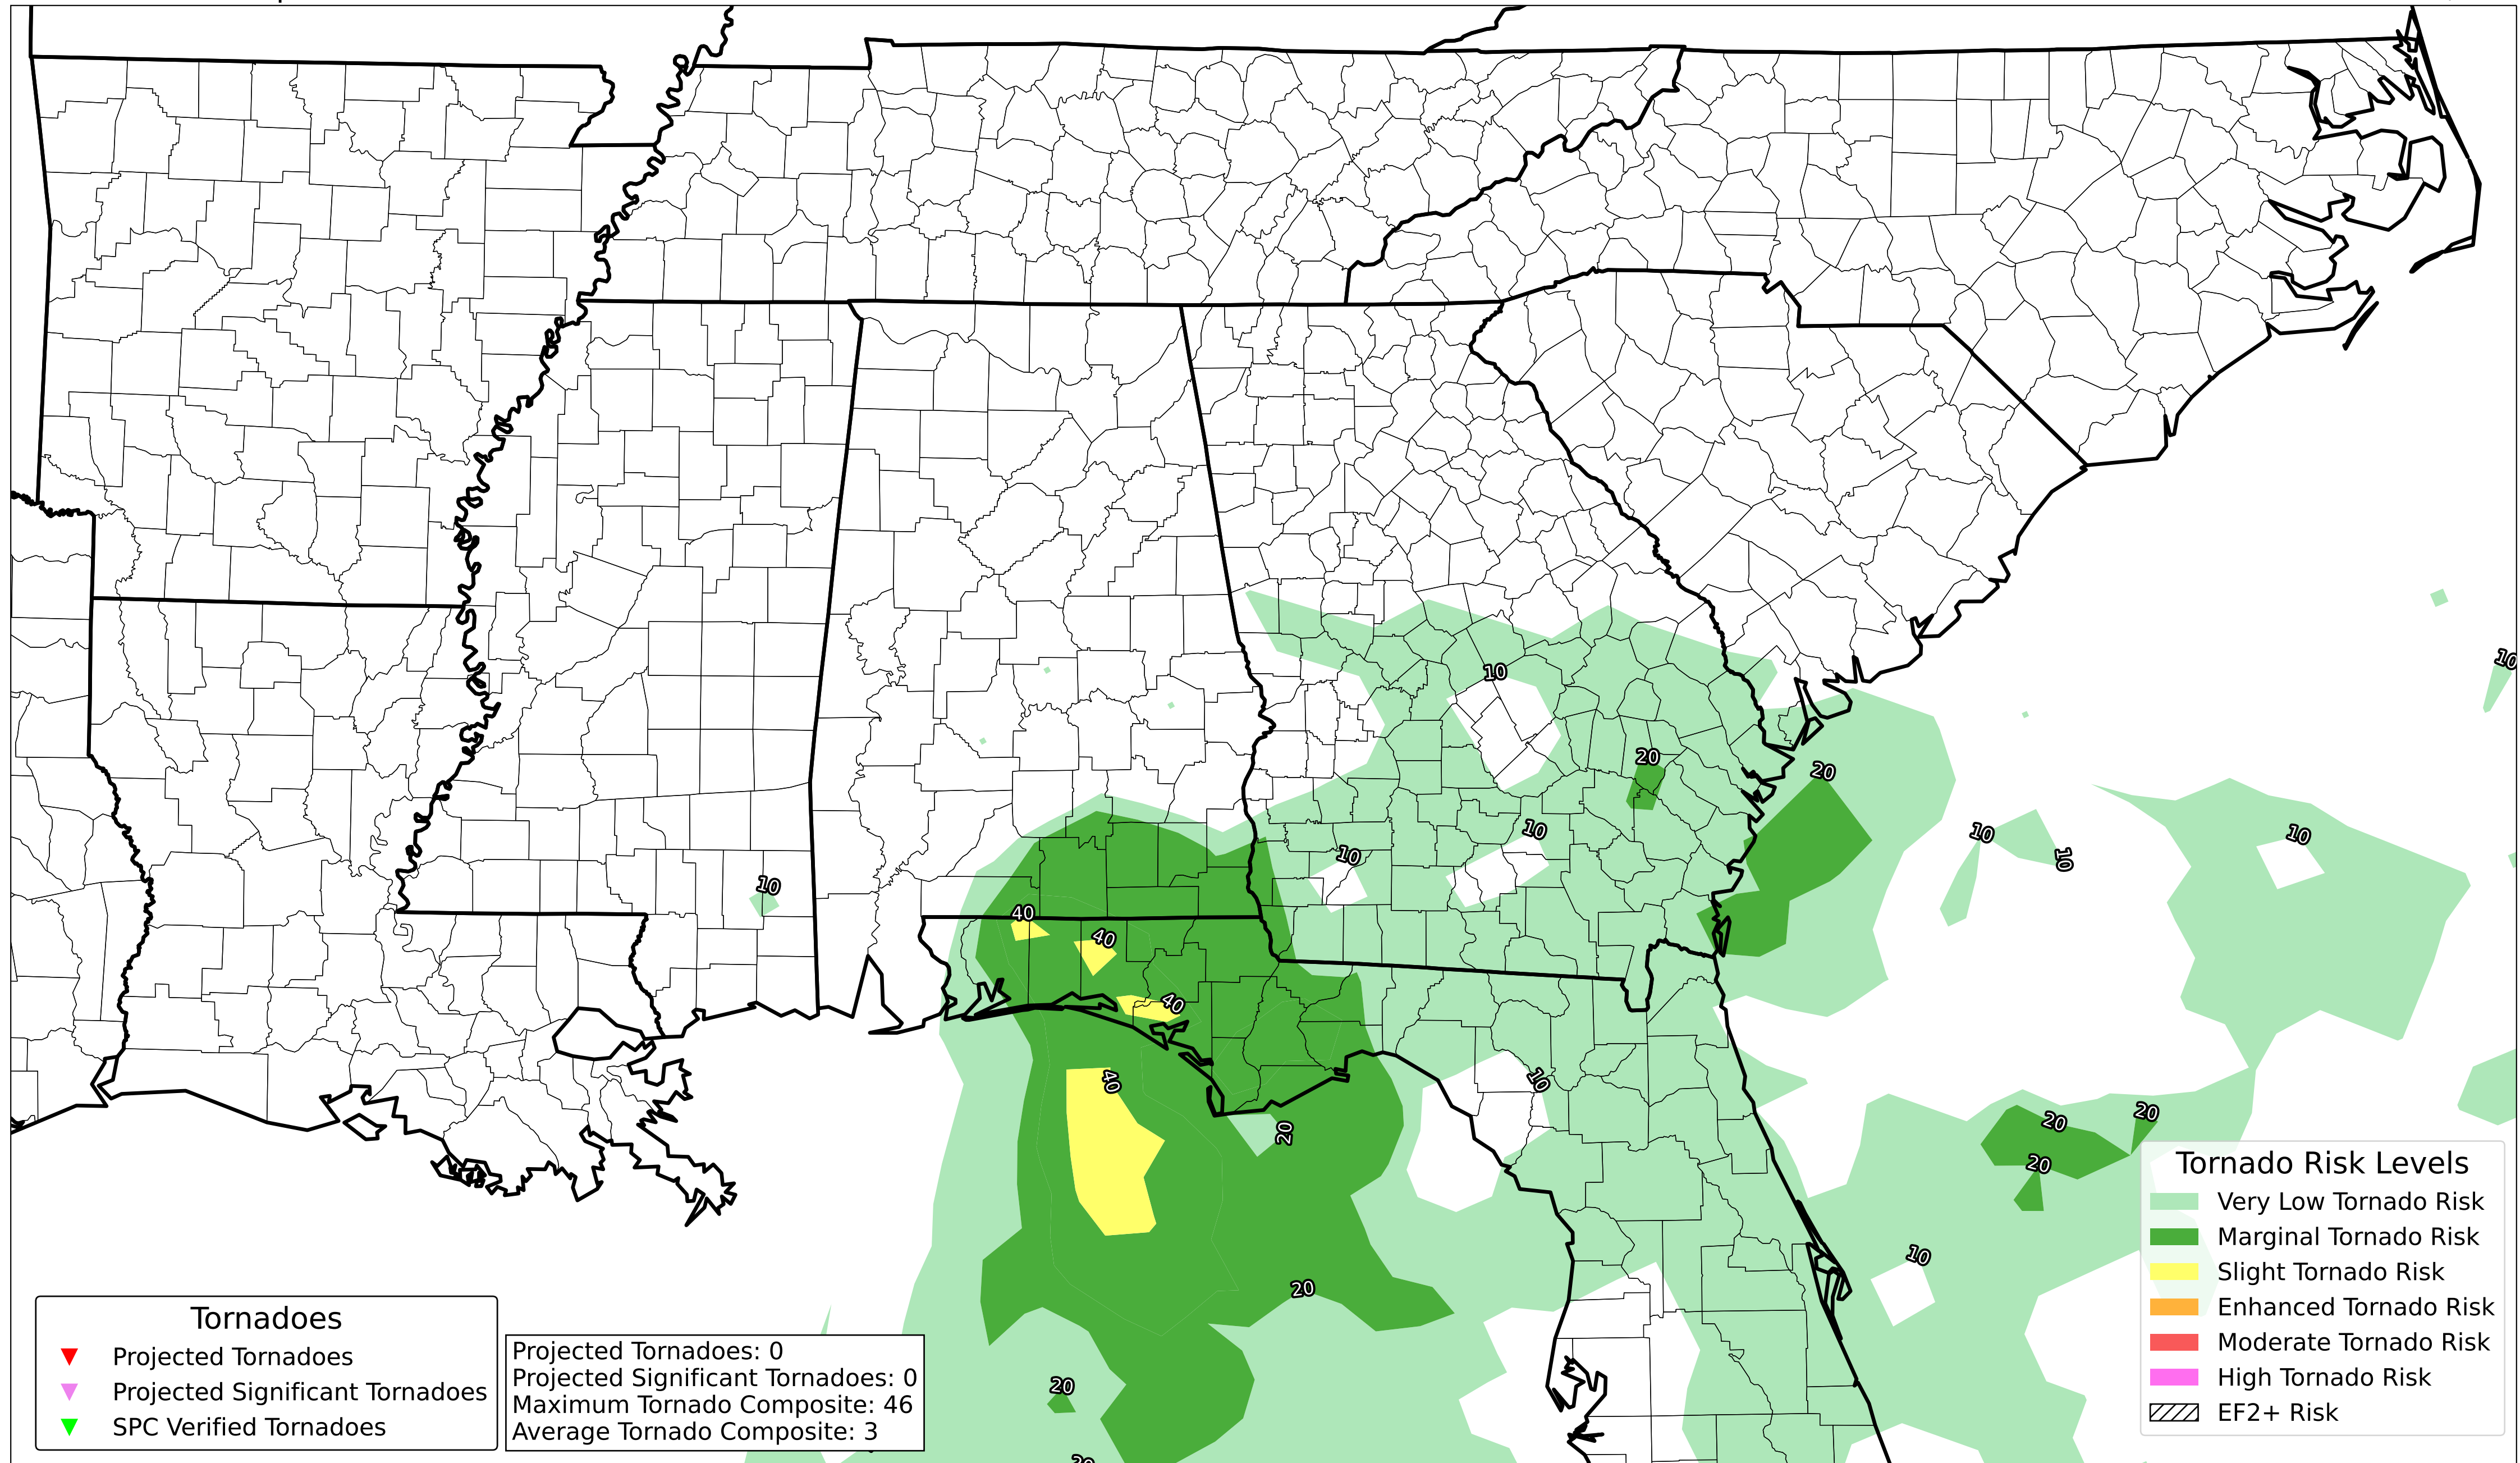 10
10
20
20
10
10
10
10
10
10
40
40
40
10
40
20
20
20
20
10
20
20
20
Tornado Risk Levels
Very Low Tornado Risk
Marginal Tornado Risk
Slight Tornado Risk
Enhanced Tornado Risk
Moderate Tornado Risk
High Tornado Risk
EF2+ Risk
Tornadoes
Projected Tornadoes
Projected Significant Tornadoes
SPC Verified Tornadoes
Projected Tornadoes: 0
Projected Significant Tornadoes: 0
Maximum Tornado Composite: 46
Average Tornado Composite: 3